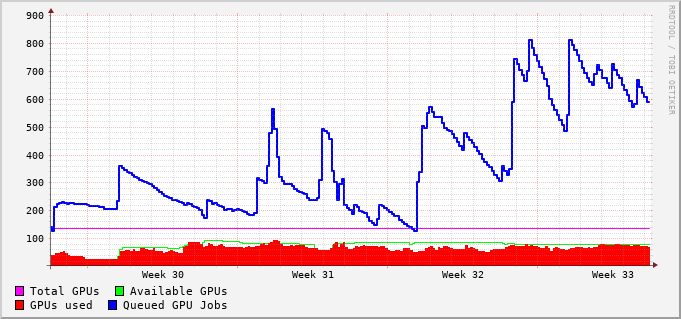 900
800
700
600
500
400
300
200
100
Week 30 Week 31 Week 32 Week 33
Total GPUs Available GPUs
GPUs used Queued GPU Jobs
RRDTOOL / TOBI OETIKER